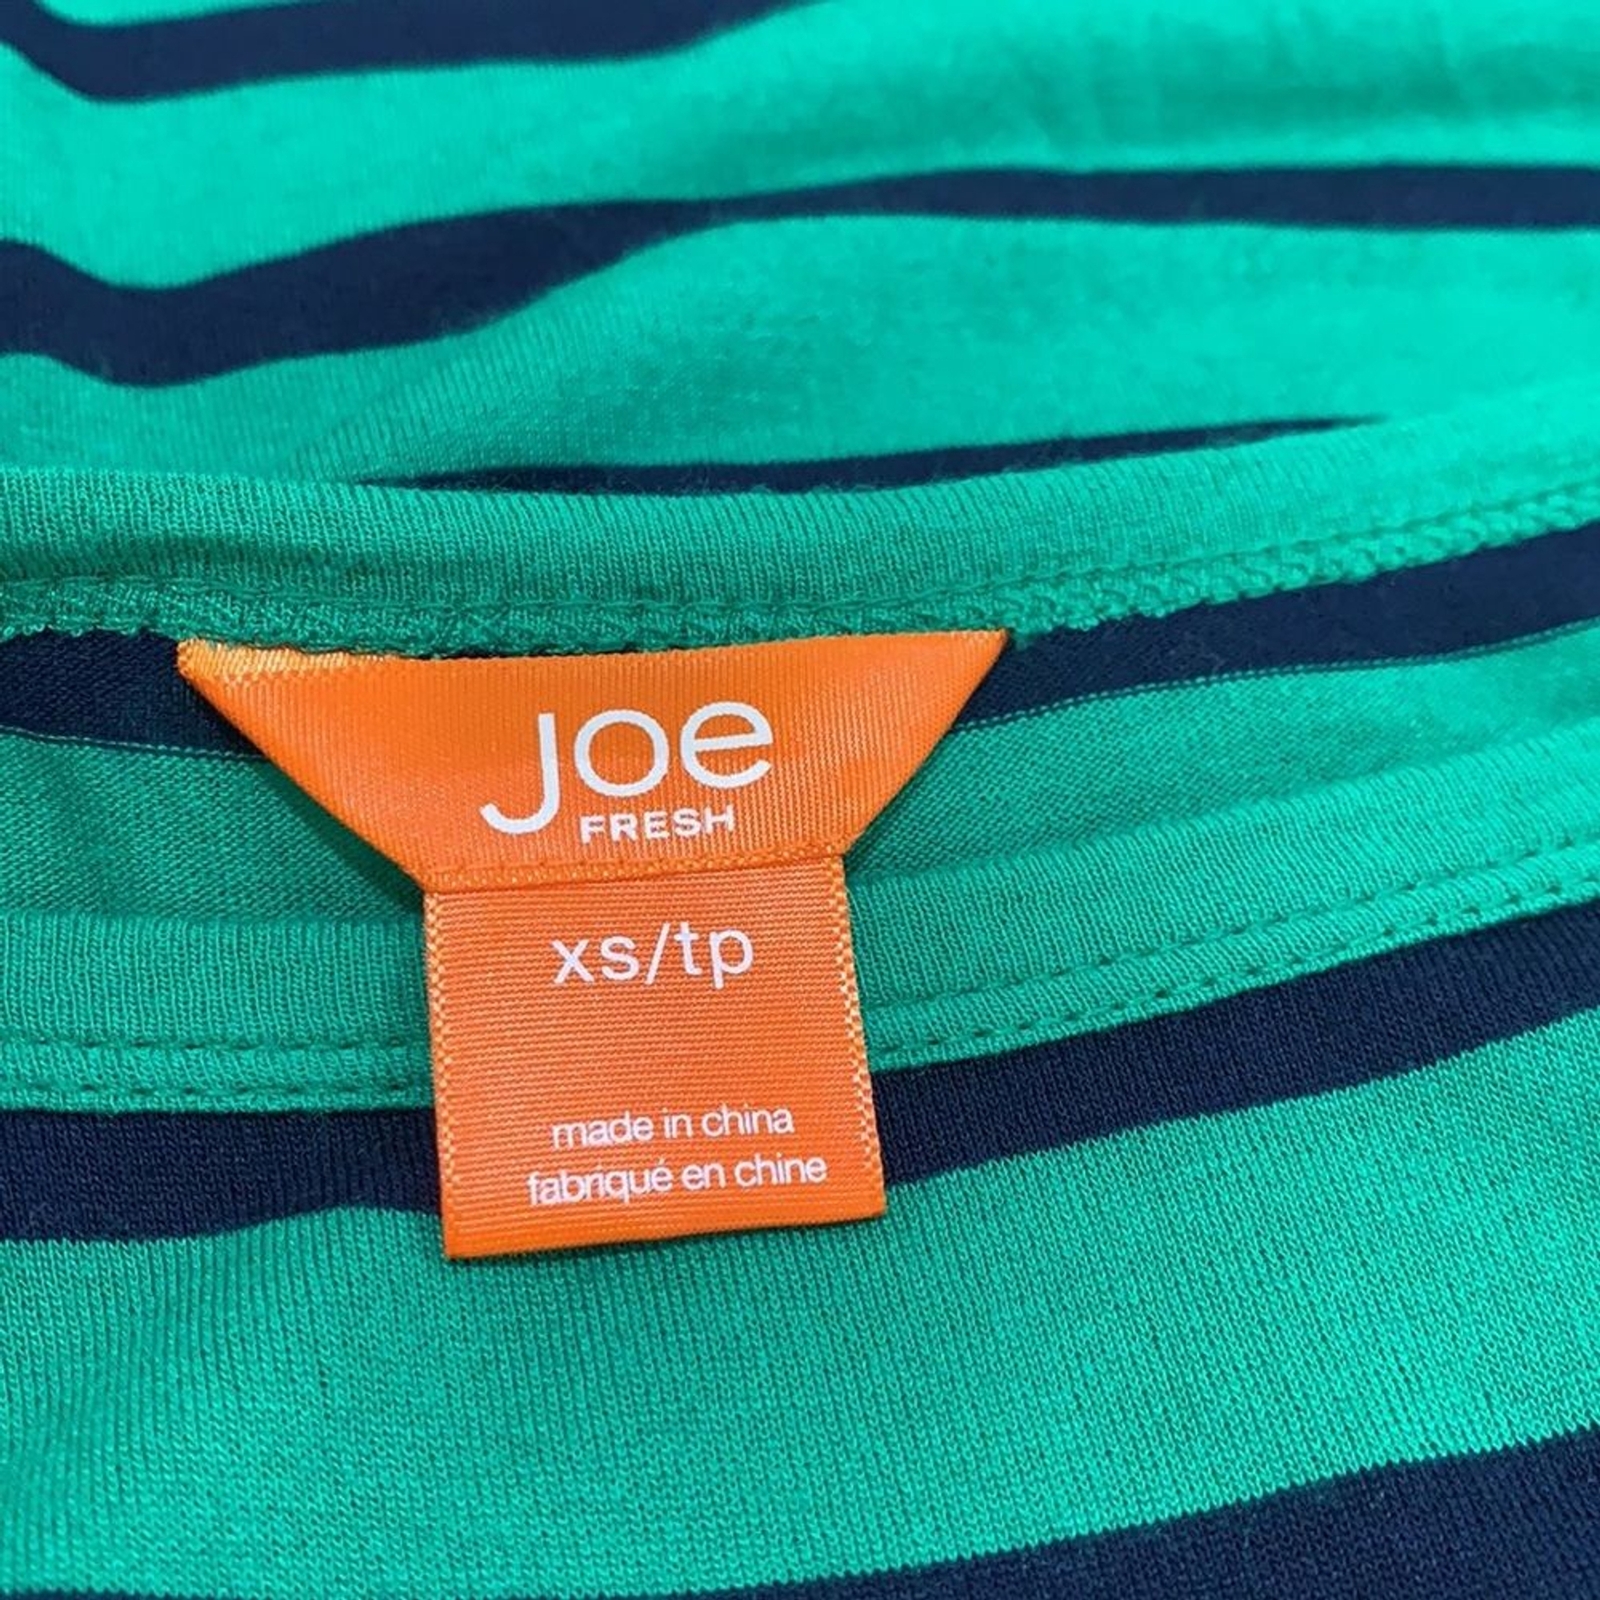 Joe
FRESH
xs/tp
made in china
fabriqué en chine